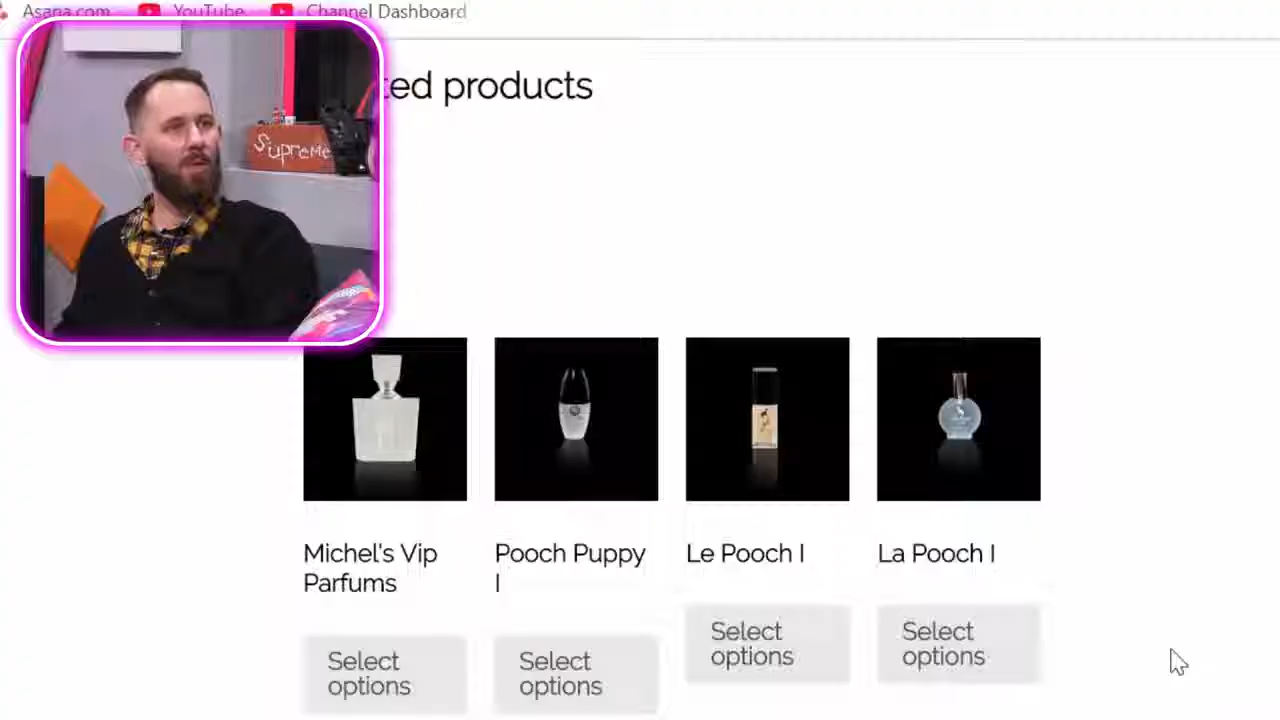 Asana.com
YouTube
Channel Dashboard
ted products
Supreme
Michel's Vip
Parfums
Pooch Puppy
I
Le Pooch I
La Pooch I
Select
options
Select
options
Select
options
Select
options